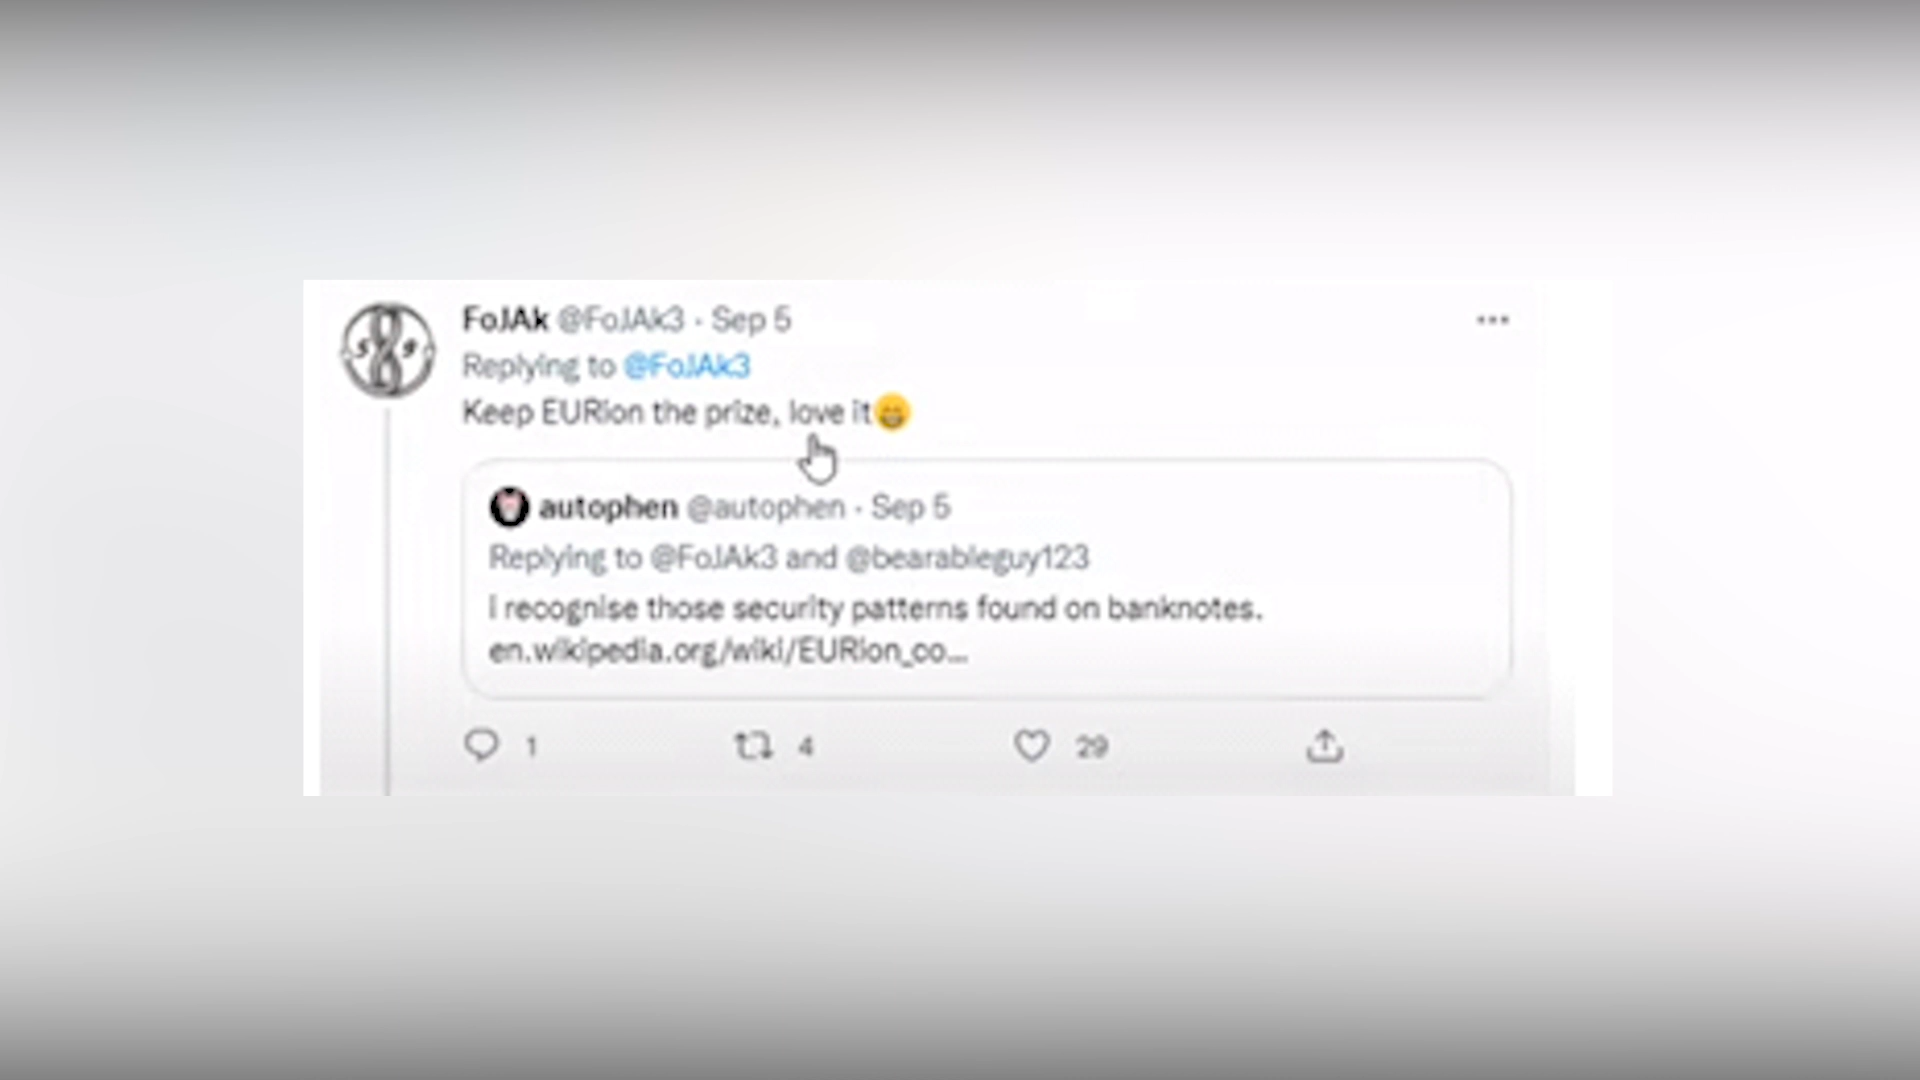 FoJAk @FoJAk3 · Sep 5
Replying to @FoJAk3
Keep EURion the prize, love it😄
autophen @autophen · Sep 5
Replying to @FoJAk3 and @bearableguy123
i recognise those security patterns found on banknotes.
en.wikipedia.org/wiki/EURion_co...
1 4 29
589